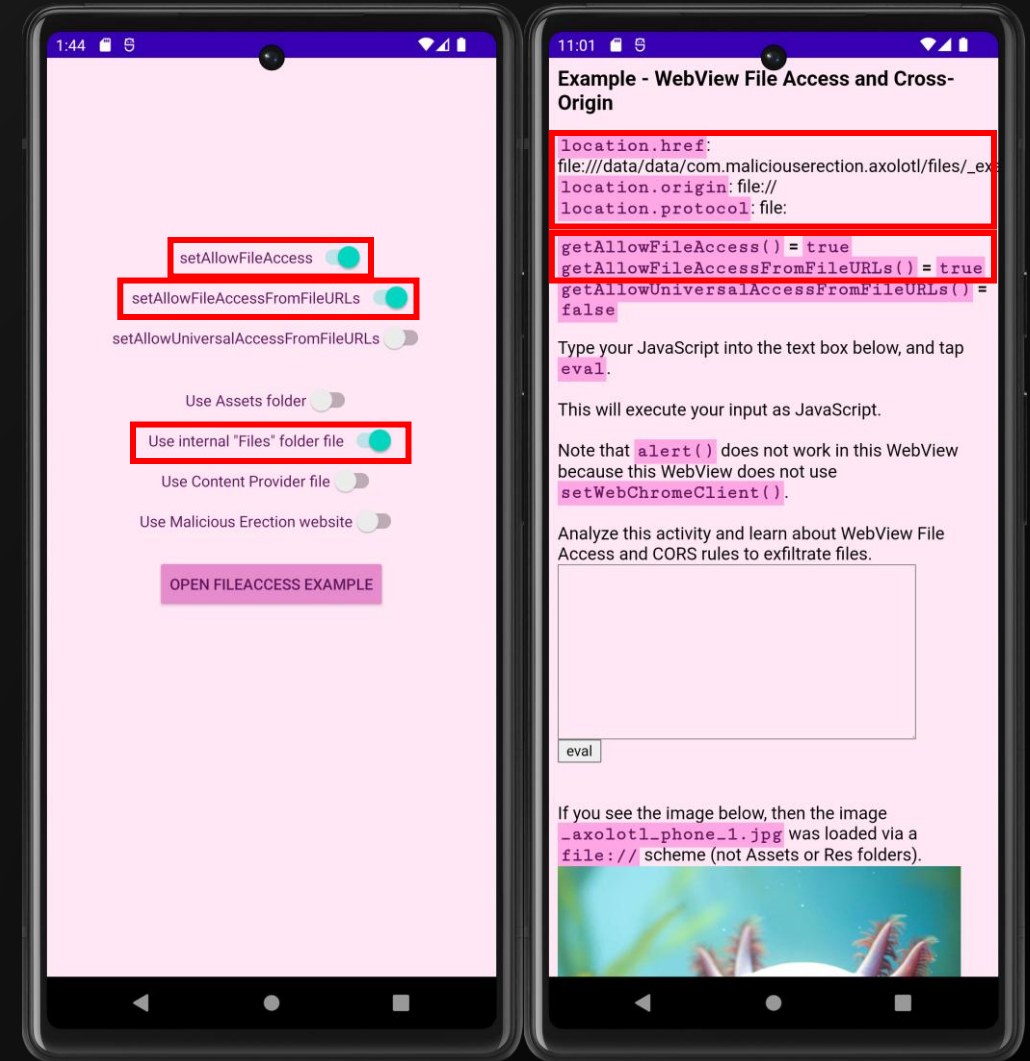 1:44
setAllowFileAccess
setAllowFileAccessFromFileURLs
setAllowUniversalAccessFromFileURLs
Use Assets folder
Use internal "Files" folder file
Use Content Provider file
Use Malicious Erection website
OPEN FILEACCESS EXAMPLE
11:01
Example - WebView File Access and Cross-
Origin
location.href:
file:///data/data/com.maliciouserection.axolotl/files/_exa
location.origin: file://
location.protocol: file:
getAllowFileAccess() = true
getAllowFileAccessFromFileURLs() = true
getAllowUniversalAccessFromFileURLs() =
false
Type your JavaScript into the text box below, and tap
eval.
This will execute your input as JavaScript.
Note that alert() does not work in this WebView
because this WebView does not use
setWebChromeClient().
Analyze this activity and learn about WebView File
Access and CORS rules to exfiltrate files.
eval
If you see the image below, then the image
_axolotl_phone_1.jpg was loaded via a
file:// scheme (not Assets or Res folders).